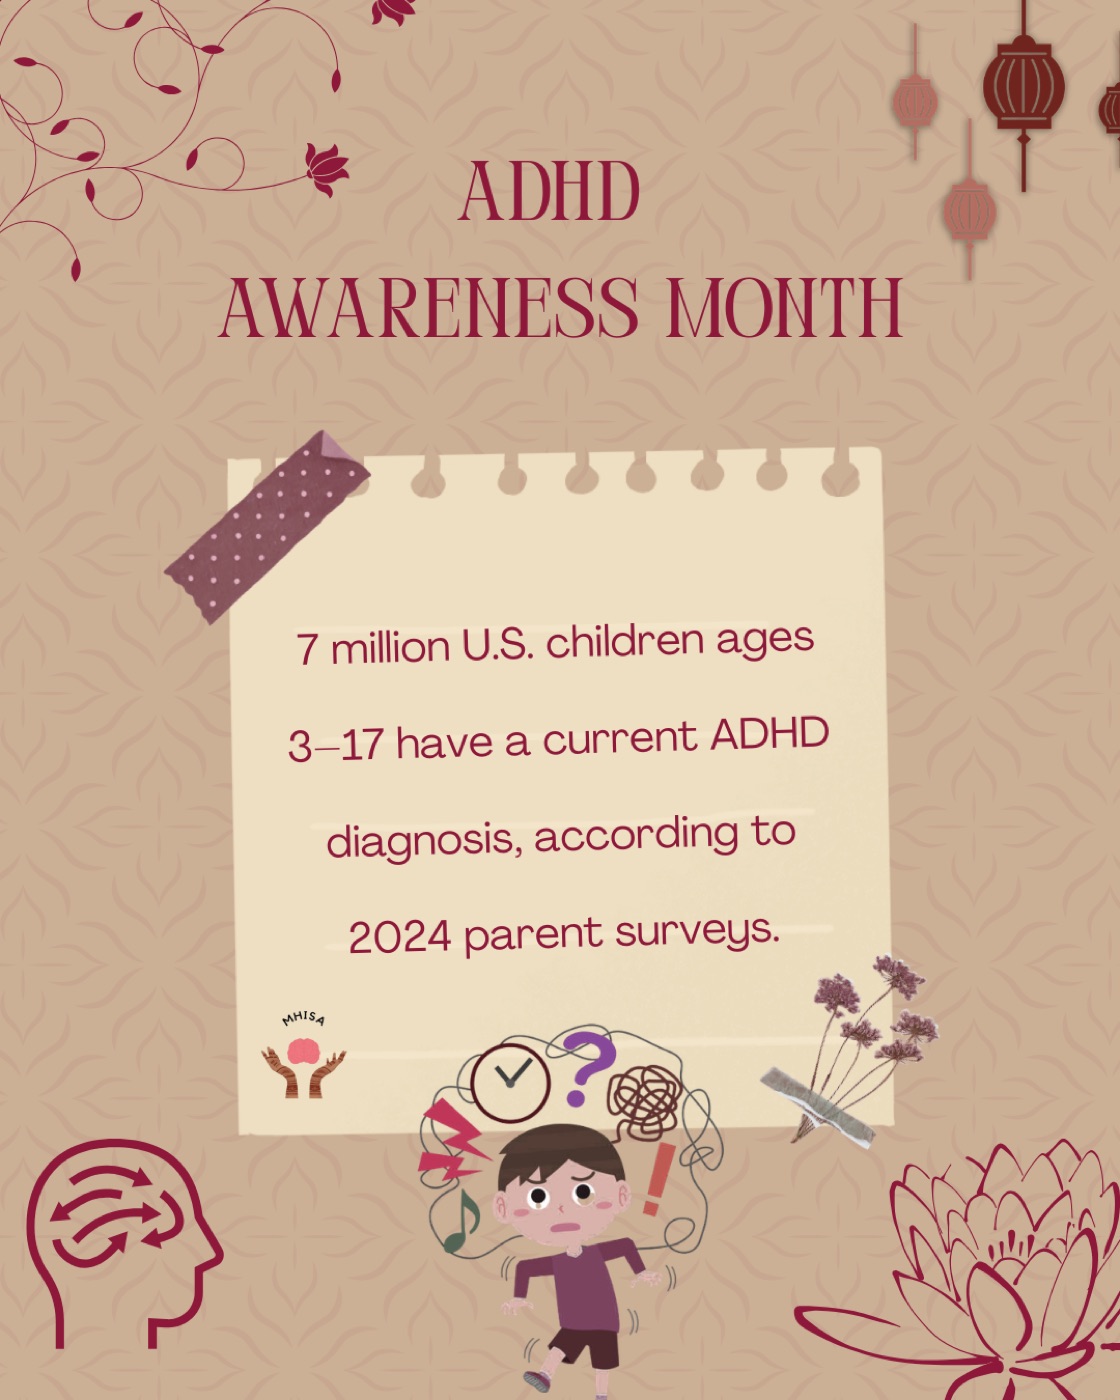 ADHD
AWARENESS MONTH
7 million U.S. children ages
3–17 have a current ADHD
diagnosis, according to
2024 parent surveys.
MHISA